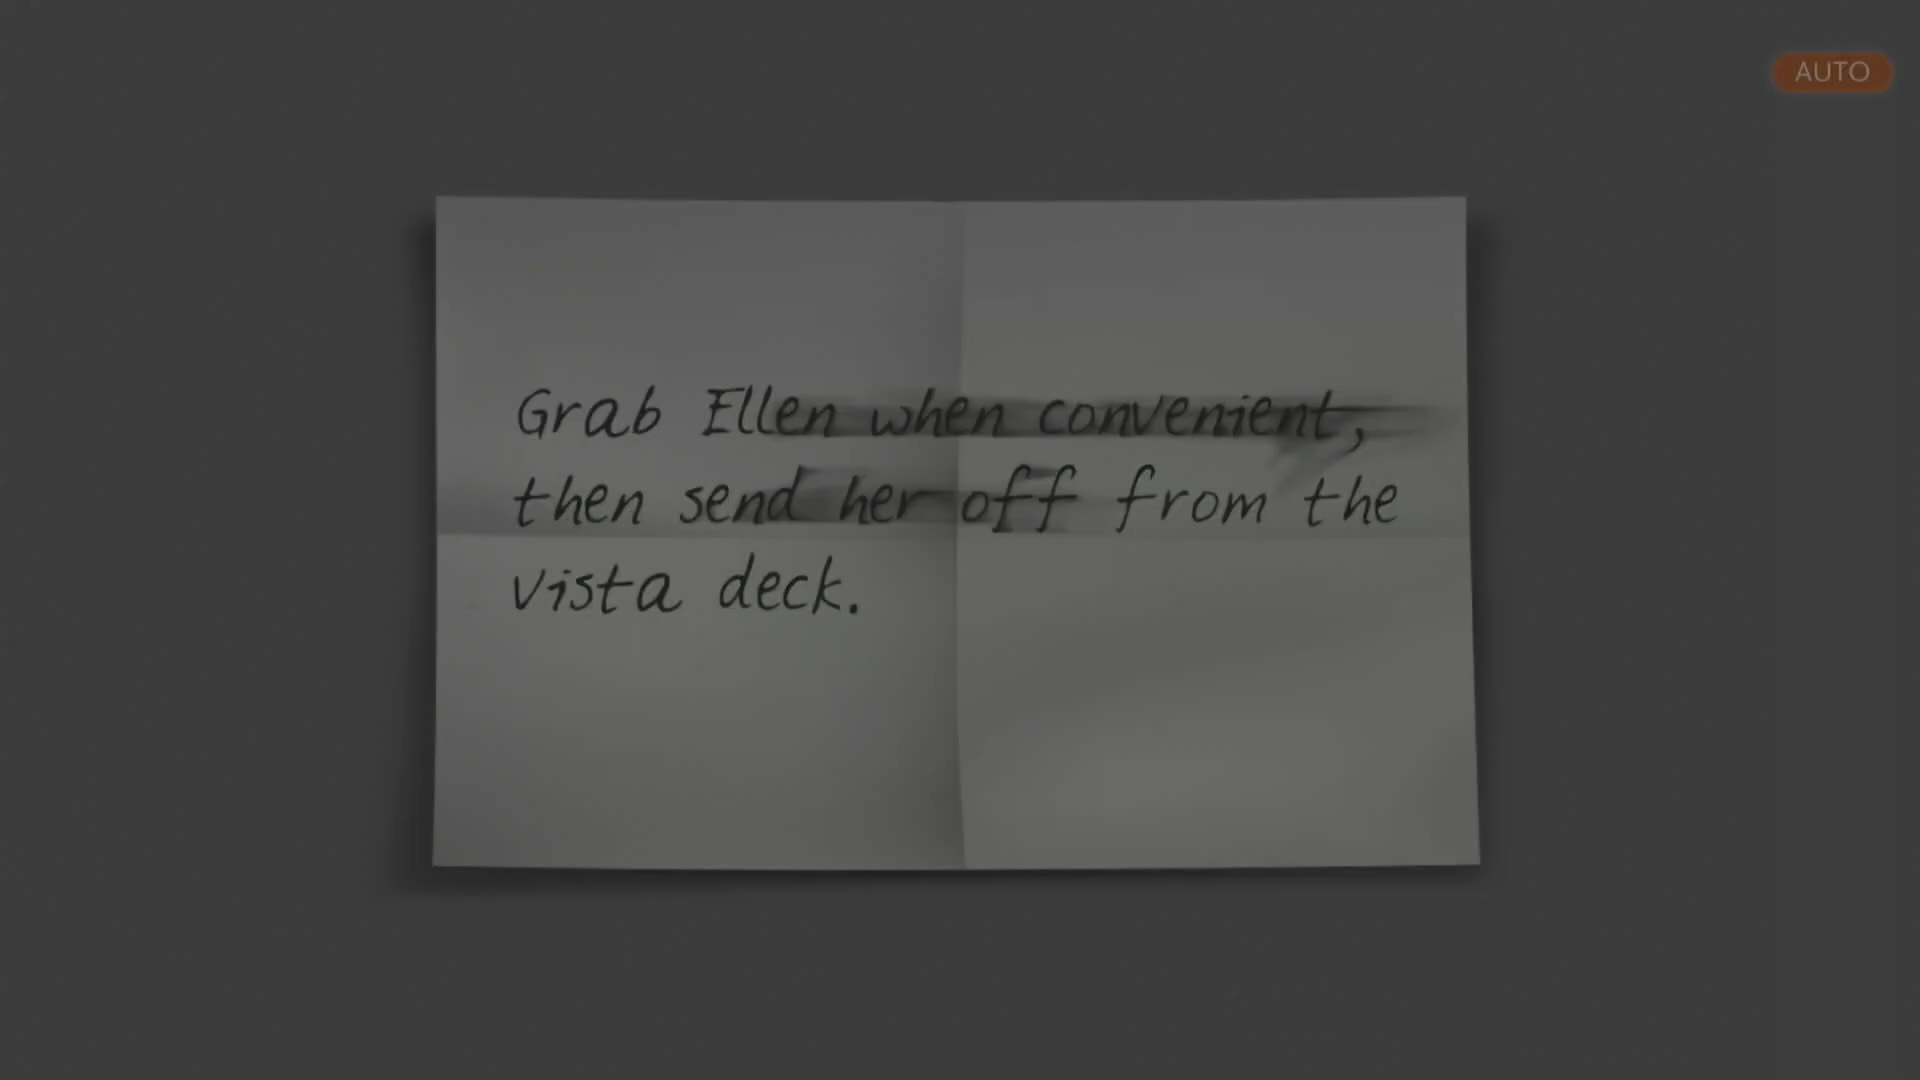 AUTO
Grab Ellen when convenient,
then send her off from the
vista deck.